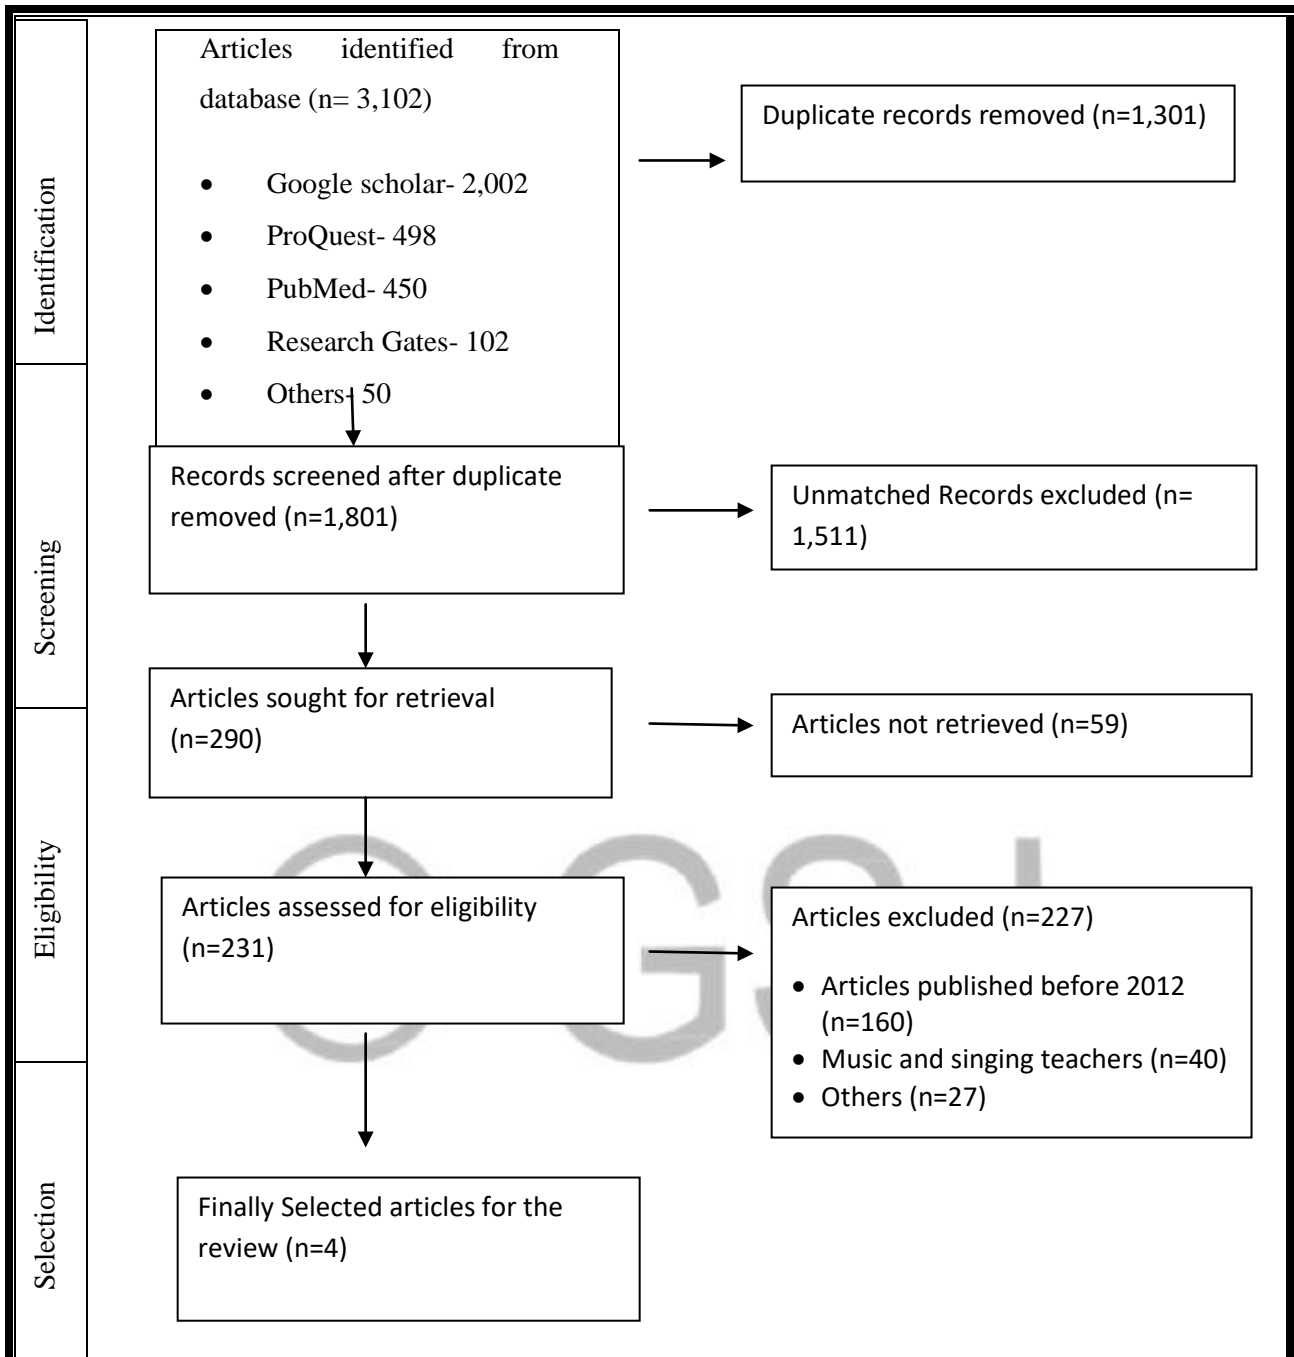 Identification
Articles identified from
database (n= 3,102)
• Google scholar- 2,002
• ProQuest- 498
• PubMed- 450
• Research Gates- 102
• Others- 50
Duplicate records removed (n=1,301)
Screening
Records screened after duplicate
removed (n=1,801)
Unmatched Records excluded (n=
1,511)
Articles sought for retrieval
(n=290)
Articles not retrieved (n=59)
Eligibility
Articles assessed for eligibility
(n=231)
Articles excluded (n=227)
• Articles published before 2012
(n=160)
• Music and singing teachers (n=40)
• Others (n=27)
Selection
Finally Selected articles for the
review (n=4)